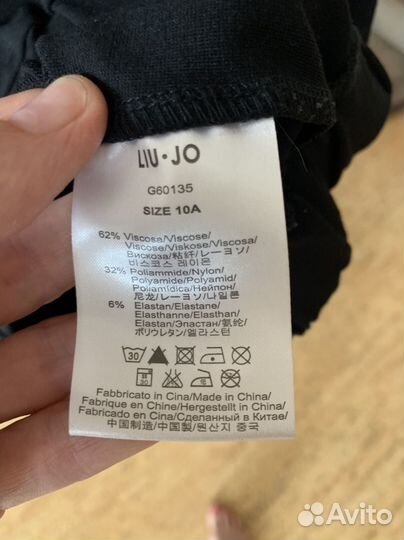 LIU·JO
G60135
SIZE 10A
62% Viscosa/Viscose/
Viscose/Viskose/Viscosa/
Вискоза/粘纤/レーヨン/
비스코스 레이온
32% Poliammide/Nylon/
Polyamide/Polyamid/
Poliamídica/Нейлон/
尼龙/レーヨン/나일론
6% Elastan/Elastane/
Elasthanne/Elasthan/
Elastan/Эластан/氨纶/
ポリウレタン/엘라스턴
30
30
Fabbricato in Cina/Made in China/
Fabrique en Chine/Hergestellt in China/
Fabricado en China/Сделано в Китае/
中国制造/中国製/원산지 중국
Avito